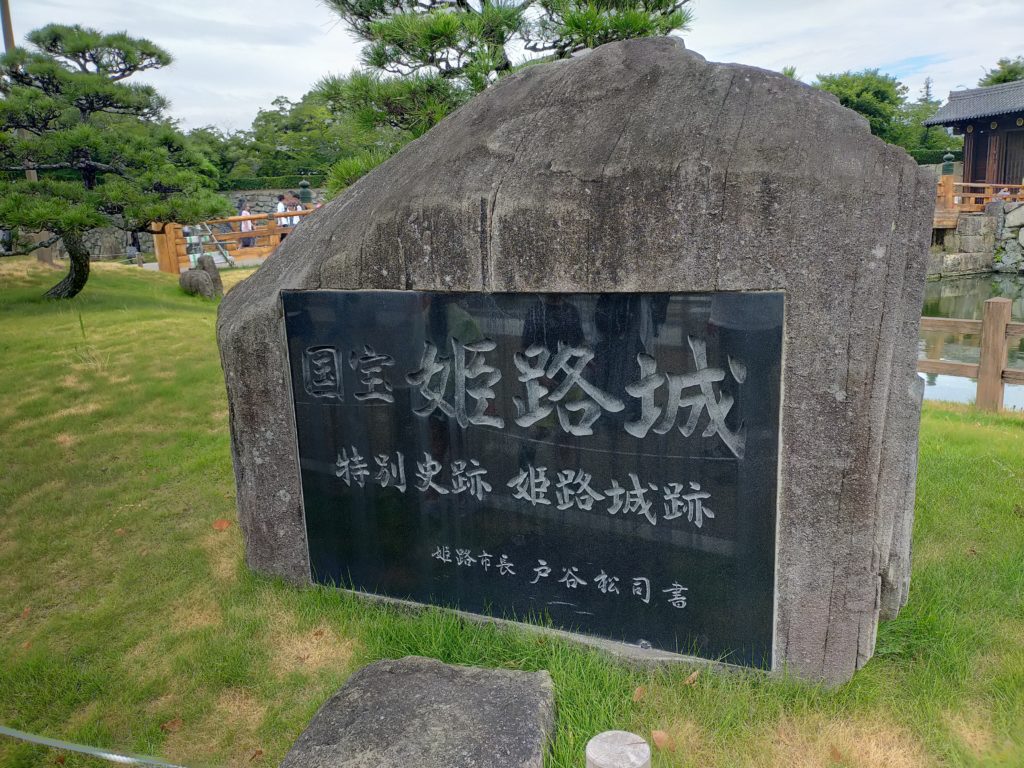 国宝 姫路城
特別史跡 姫路城跡
姫路市長 戸谷松司 書